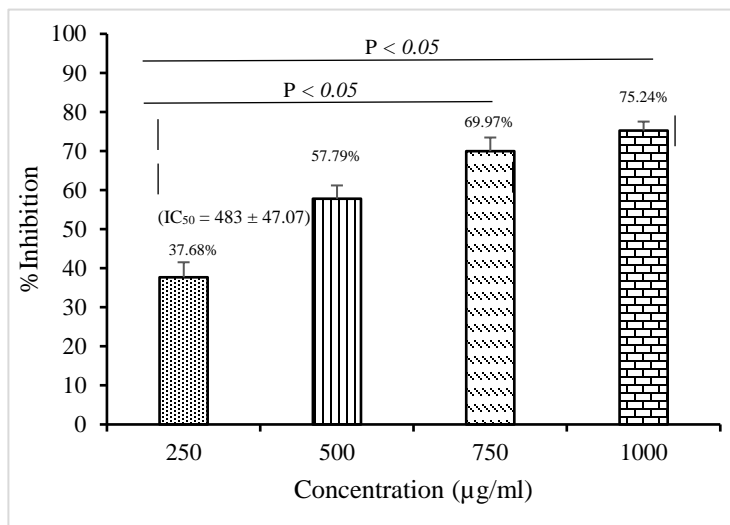 P < 0.05
P < 0.05
75.24%
69.97%
57.79%
(IC₅₀ = 483 ± 47.07)
37.68%
% Inhibition
100
90
80
70
60
50
40
30
20
10
0
250 500 750 1000
Concentration (µg/ml)